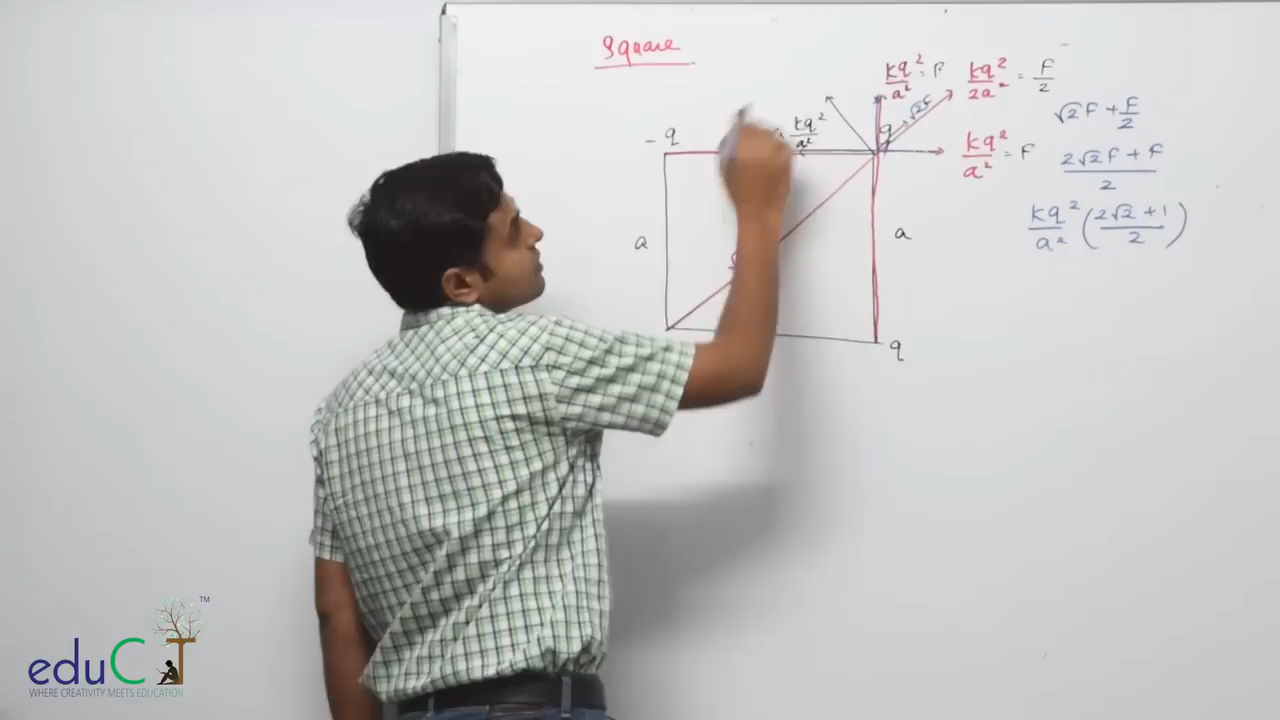 Square
kq²/a² = F
kq²/2a² = F/2
√2F
√2F + F/2
- q
kq²/a²
q
kq²/a² = F
2√2F + F/2
a
a
kq²/a² (2√2 + 1/2)
q
eduCT
TM
WHERE CREATIVITY MEETS EDUCATION